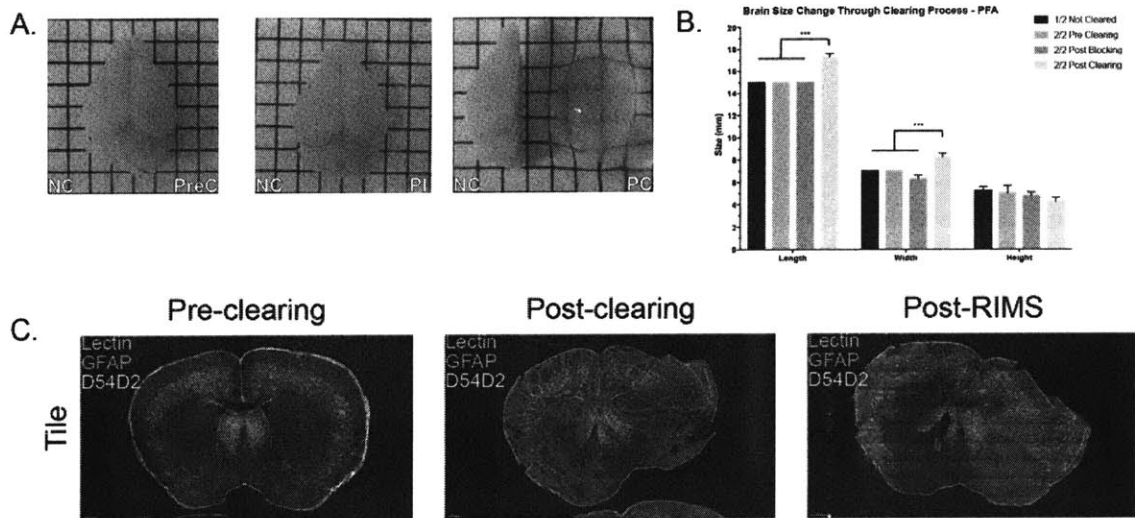 A.
NC
PreC
NC
PI
NC
PC
B.
Brain Size Change Through Clearing Process - PFA
1/2 Not Cleared
2/2 Pre Clearing
2/2 Post Blocking
2/2 Post Clearing
Size (mm)
20
18
16
14
12
10
8
6
4
2
0
***
***
Length
Width
Height
C.
Pre-clearing
Post-clearing
Post-RIMS
Tile
Lectin
GFAP
D54D2
Lectin
GFAP
D54D2
Lectin
GFAP
D54D2